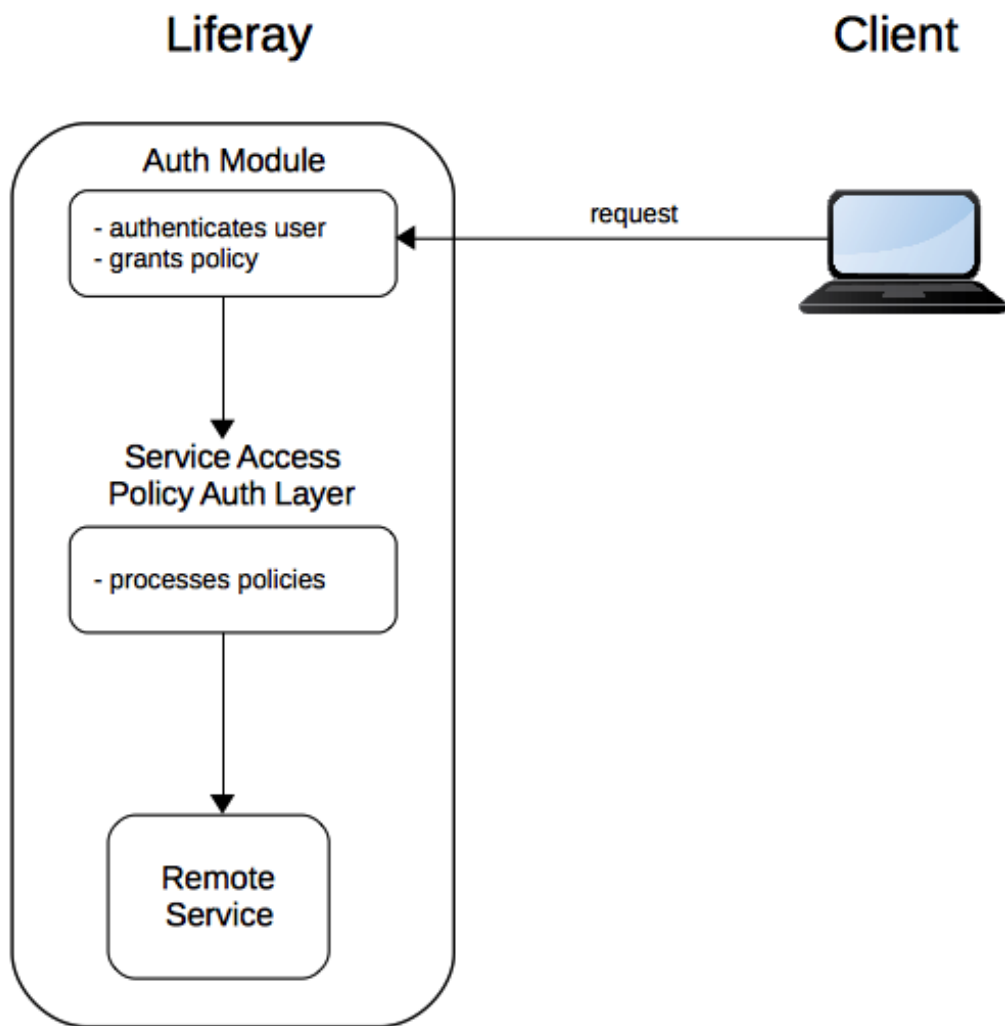 Liferay
Client
Auth Module
- authenticates user
- grants policy
request
Service Access
Policy Auth Layer
- processes policies
Remote
Service